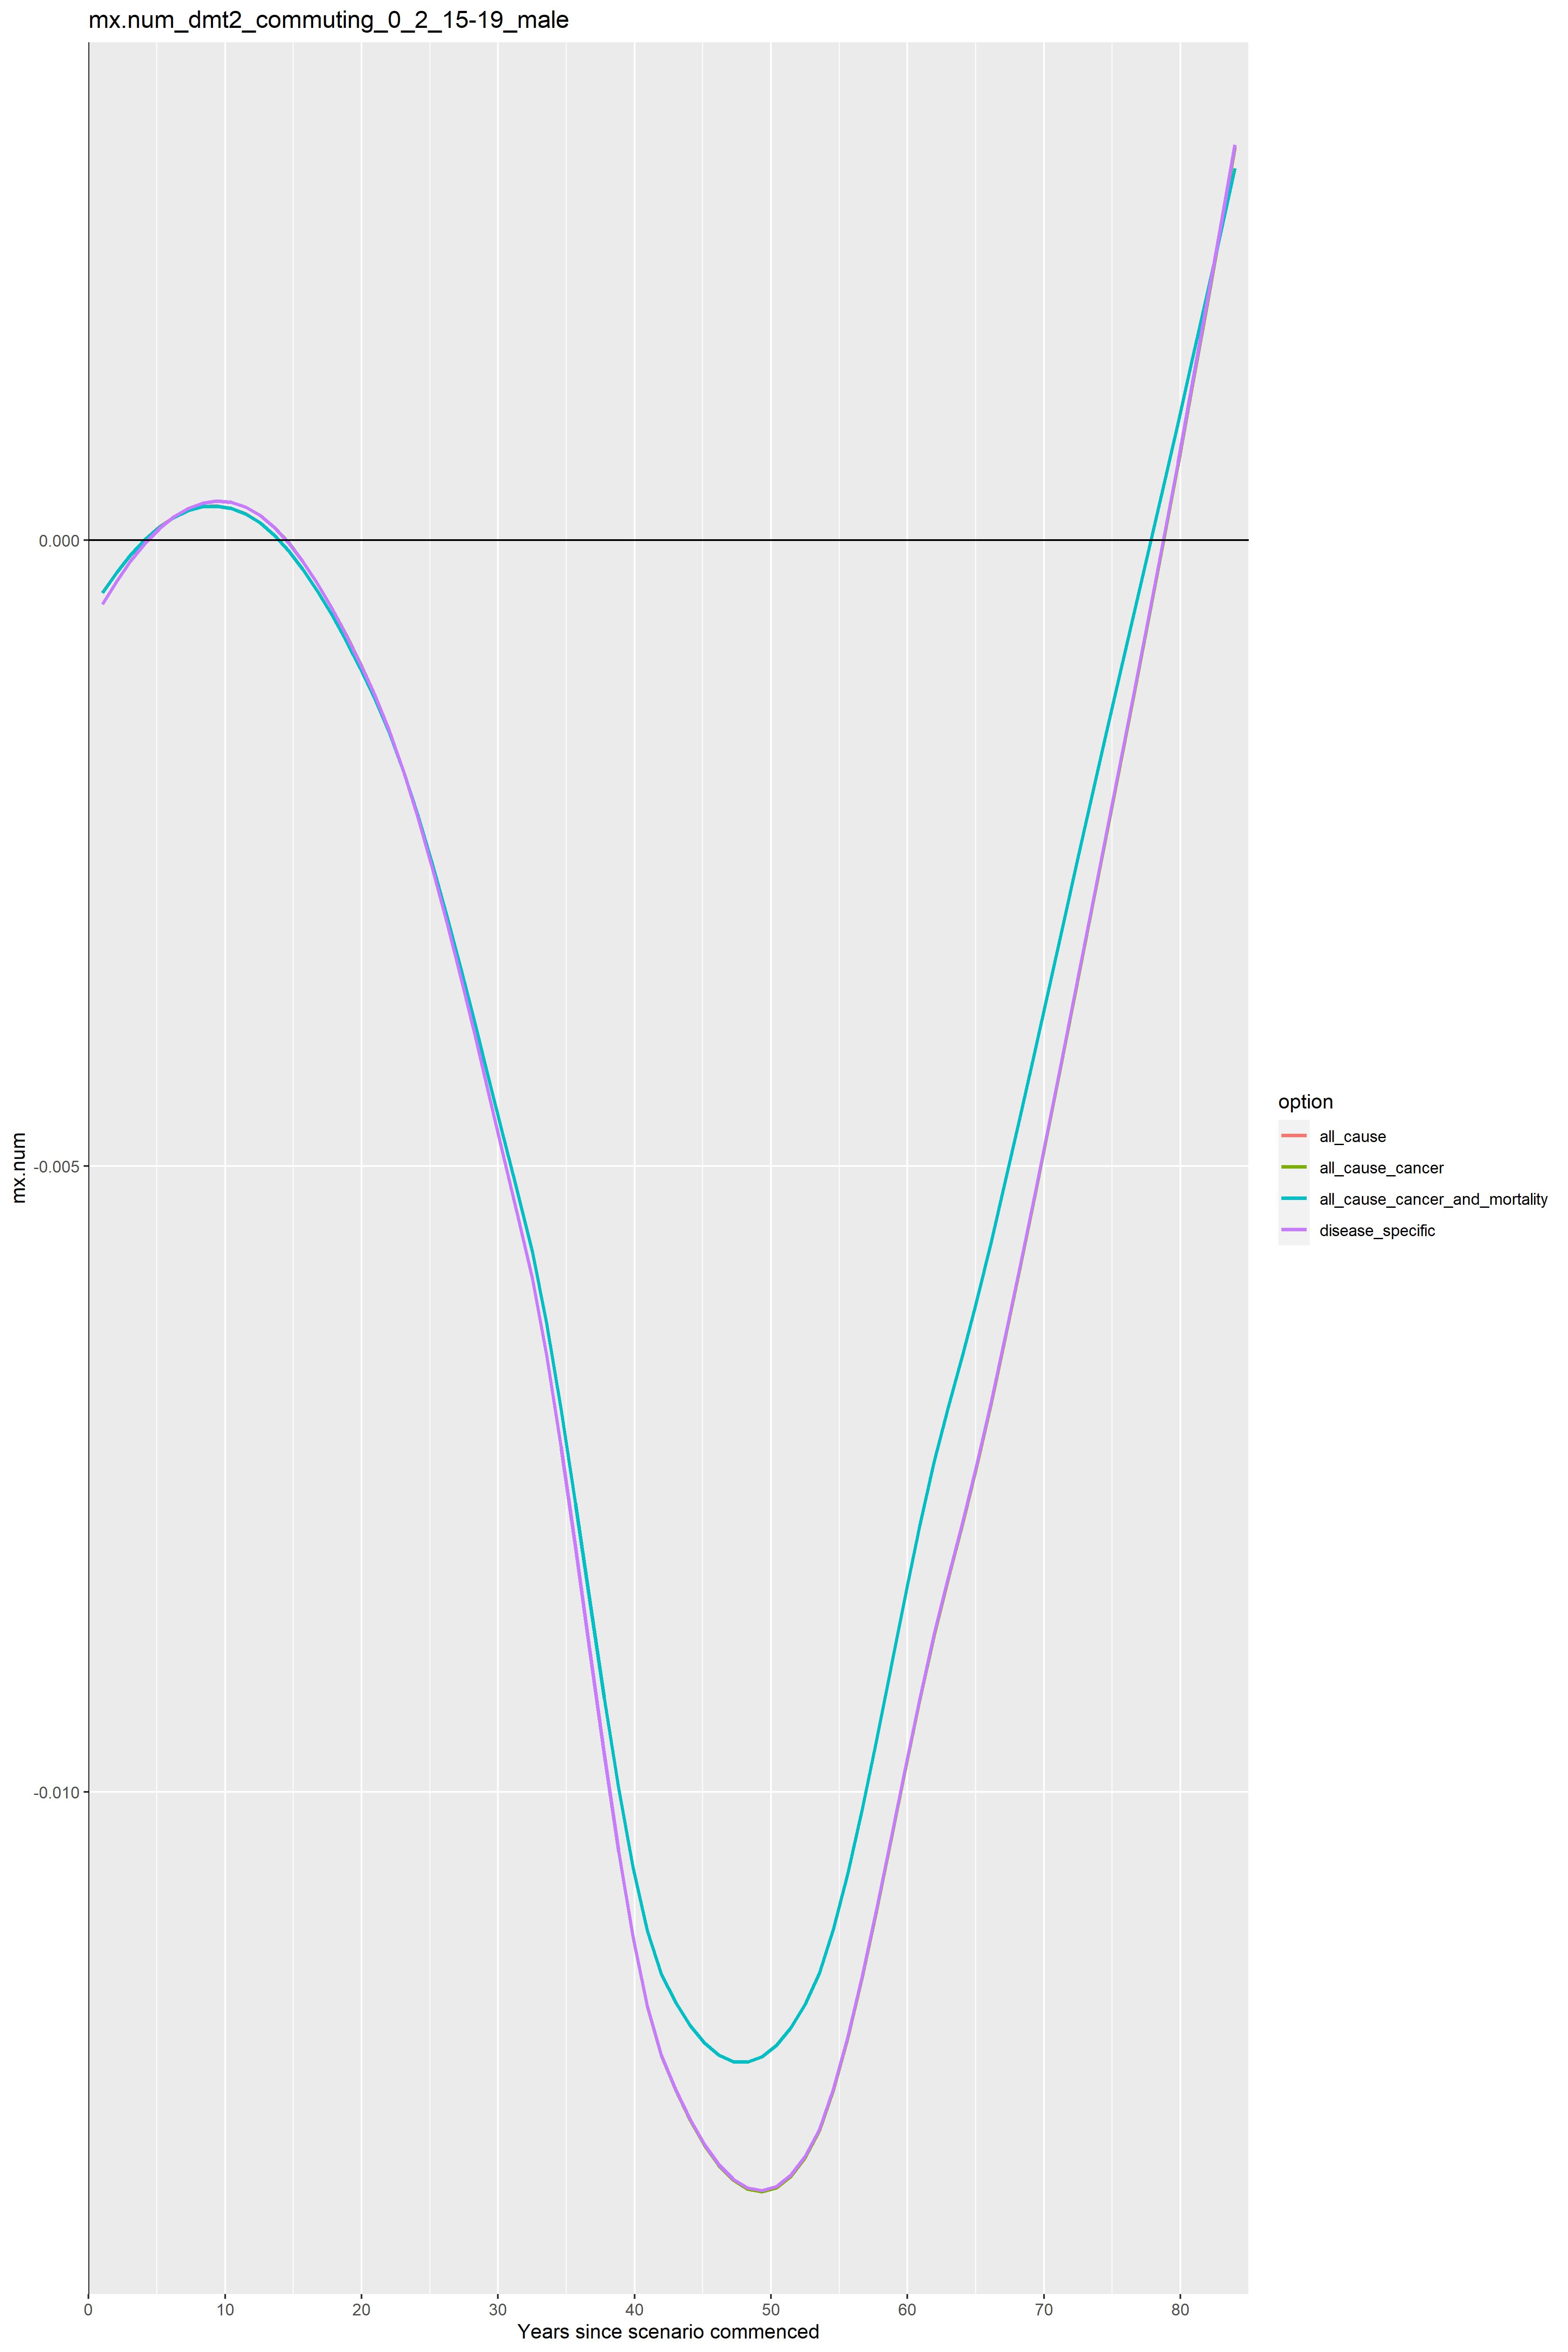 mx.num_dmt2_commuting_0_2_15-19_male
mx.num
0.000
-0.005
-0.010
0 10 20 30 40 50 60 70 80
Years since scenario commenced
option
all_cause
all_cause_cancer
all_cause_cancer_and_mortality
disease_specific